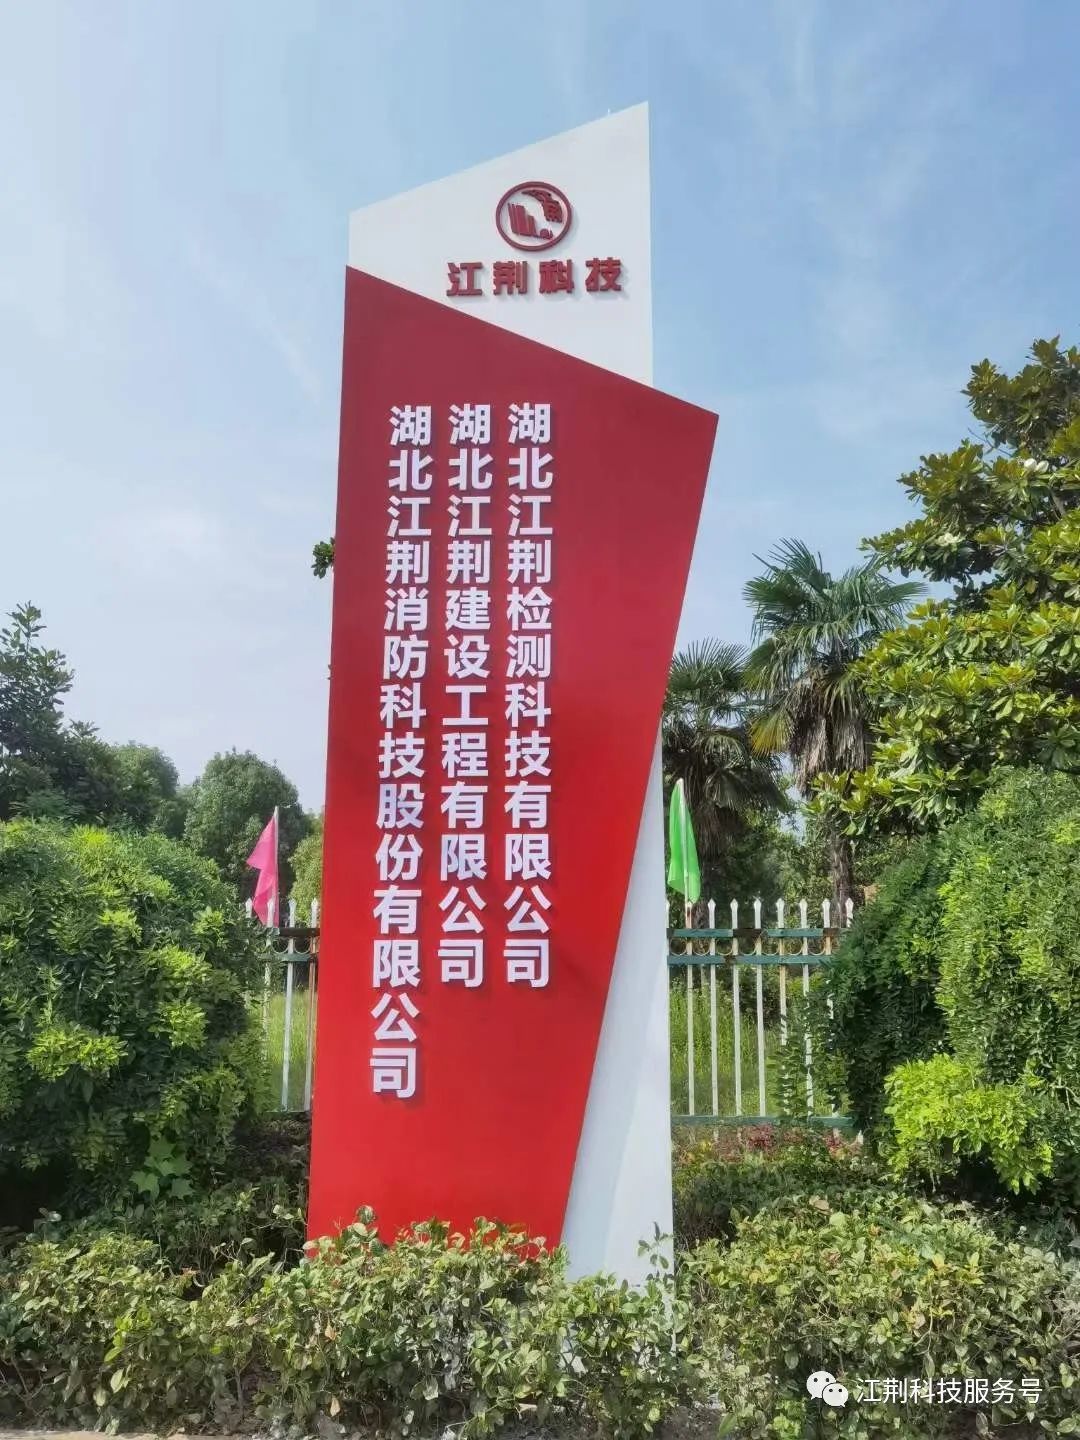 江荆科技
湖北江荆消防科技股份有限公司
湖北江荆建设工程有限公司
湖北江荆检测科技有限公司
江荆科技服务号